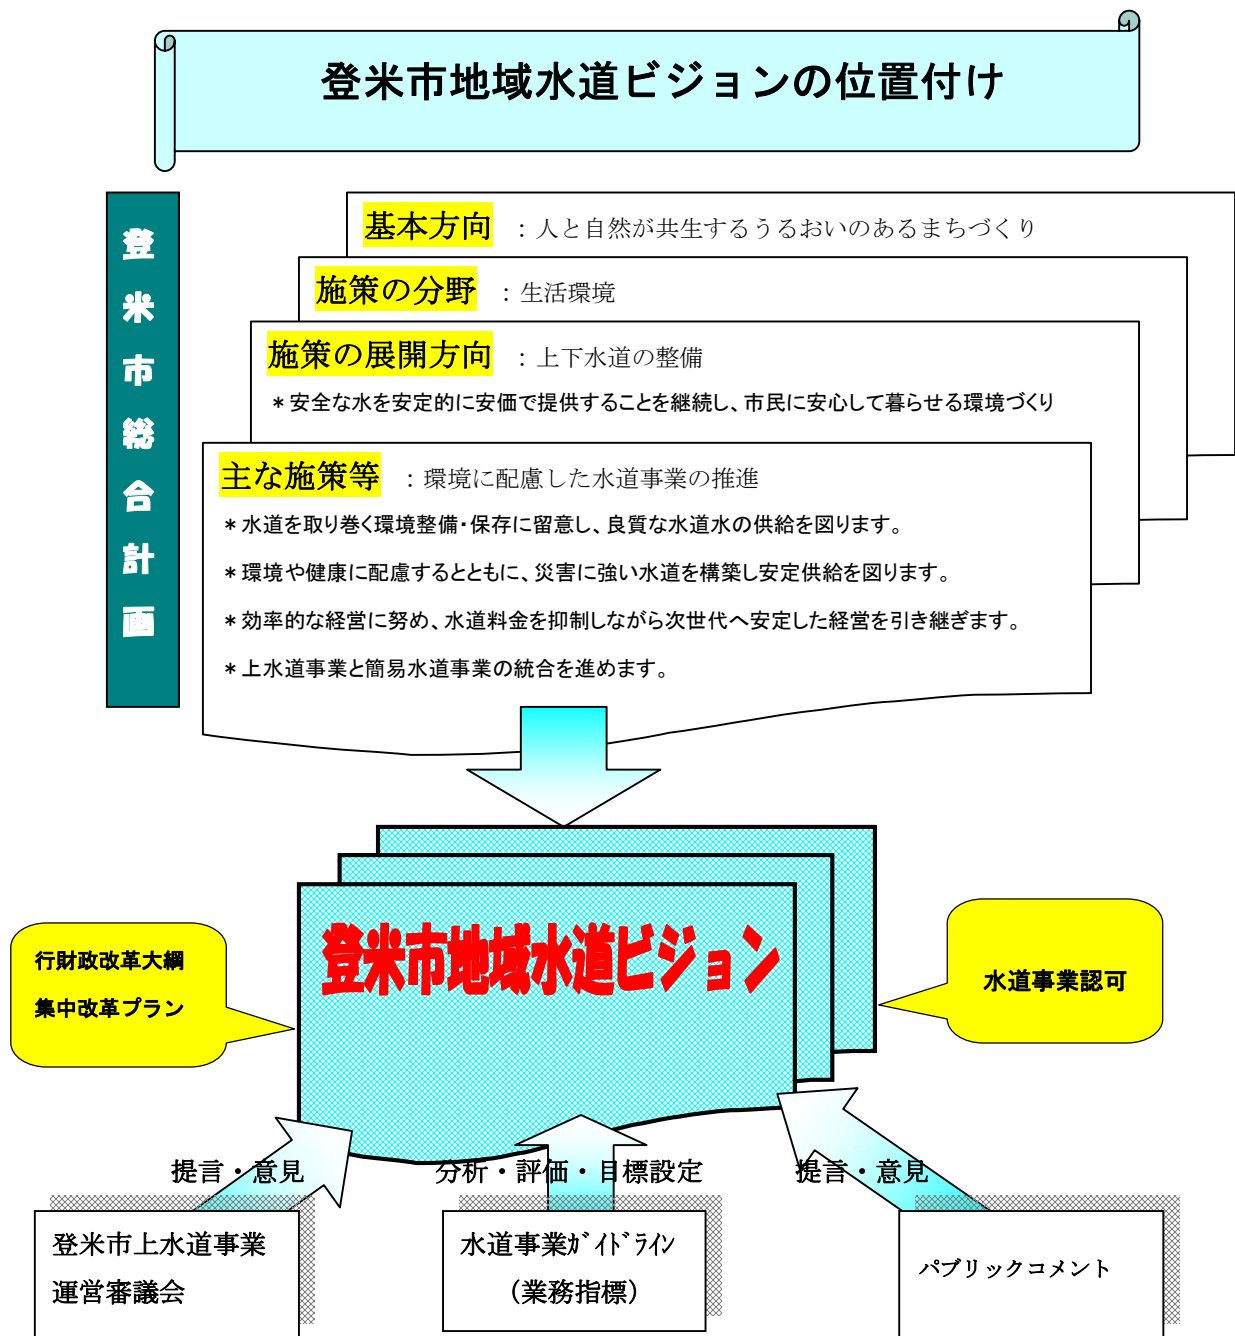 登米市地域水道ビジョンの位置付け
登米市総合計画
基本方向 ：人と自然が共生するうるおいのあるまちづくり
施策の分野 ：生活環境
施策の展開方向 ：上下水道の整備
＊安全な水を安定的に安価で提供することを継続し、市民に安心して暮らせる環境づくり
主な施策等 ：環境に配慮した水道事業の推進
＊水道を取り巻く環境整備・保存に留意し、良質な水道水の供給を図ります。
＊環境や健康に配慮するとともに、災害に強い水道を構築し安定供給を図ります。
＊効率的な経営に努め、水道料金を抑制しながら次世代へ安定した経営を引き継ぎます。
＊上水道事業と簡易水道事業の統合を進めます。
登米市地域水道ビジョン
行財政改革大綱
集中改革プラン
水道事業認可
提言・意見
分析・評価・目標設定
提言・意見
登米市上水道事業
運営審議会
水道事業ｶﾞｲﾄﾞﾗｲﾝ
（業務指標）
パブリックコメント